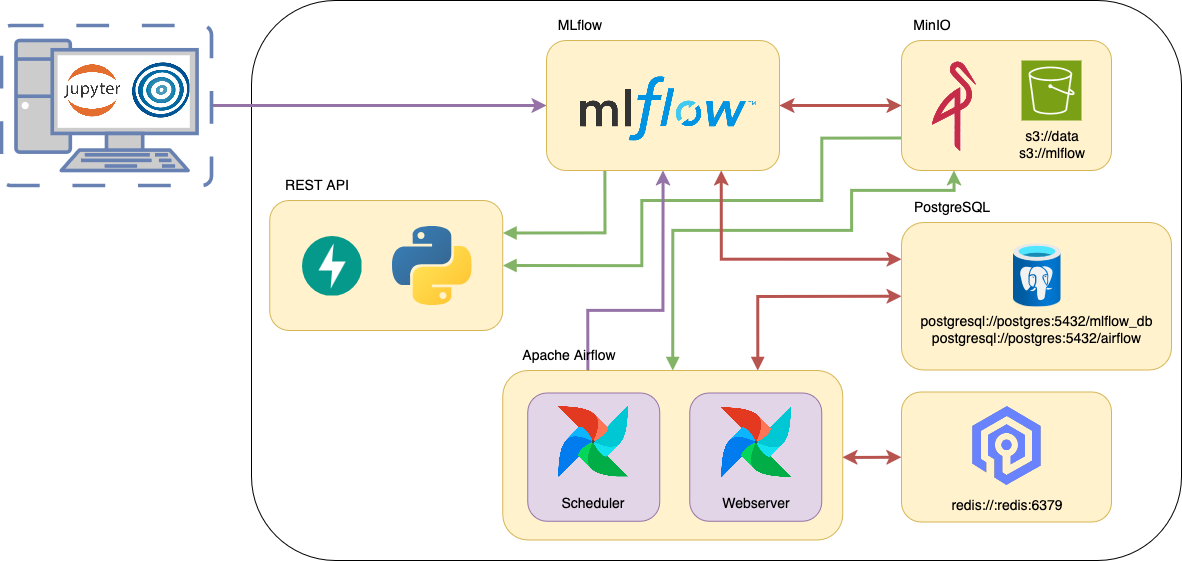 MLflow
MinIO
jupyter
mlflow™
s3://data
s3://mlflow
REST API
PostgreSQL
postgresql://postgres:5432/mlflow_db
postgresql://postgres:5432/airflow
Apache Airflow
Scheduler
Webserver
redis://:redis:6379